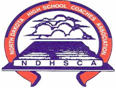 NORTH DAKOTA HIGH SCHOOL COACHES ASSOCIATION
NDHSCA